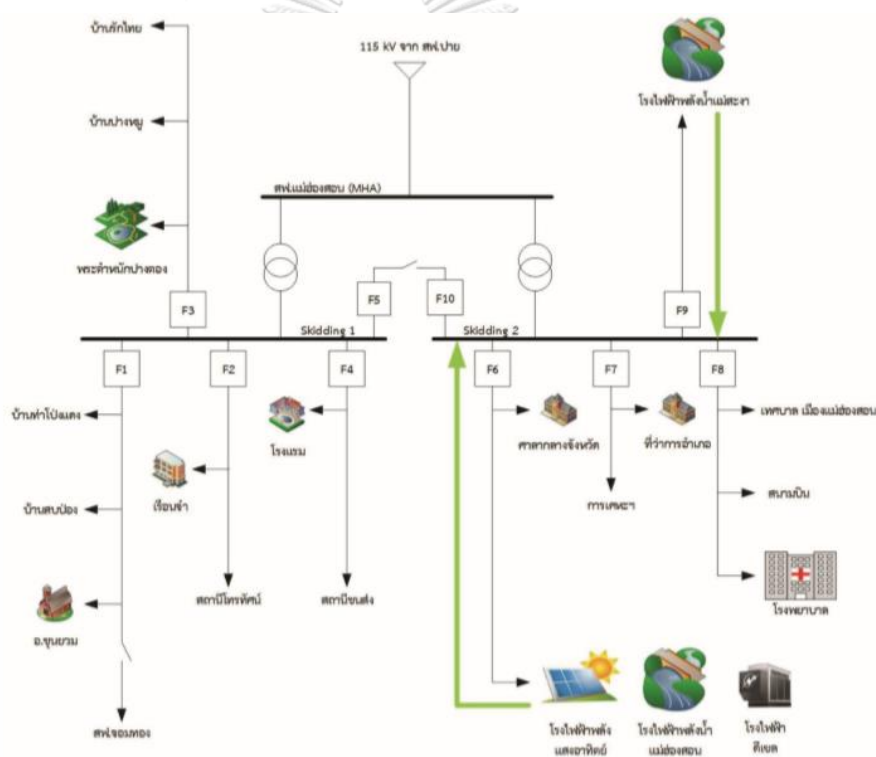 บ้านรักไทย
115 kV จาก สฟ.ปาย
โรงไฟฟ้าพลังน้ำแม่สะงา
บ้านปางหมู
สฟ.แม่ฮ่องสอน (MHA)
พระตำหนักปางตอง
F3
F5
F10
F9
Skidding 1
Skidding 2
F1
F2
F4
F6
F7
F8
บ้านท่าโป่งแดง
โรงแรม
ศาลากลางจังหวัด
ที่ว่าการอำเภอ
เทศบาล เมืองแม่ฮ่องสอน
บ้านสบป่อง
เรือนจำ
การเคหะฯ
สนามบิน
อ.ขุนยวม
สถานีโทรทัศน์
สถานีขนส่ง
โรงพยาบาล
สฟ.จอมทอง
โรงไฟฟ้าพลัง
แสงอาทิตย์
โรงไฟฟ้าพลังน้ำ
แม่ฮ่องสอน
โรงไฟฟ้า
ดีเซล